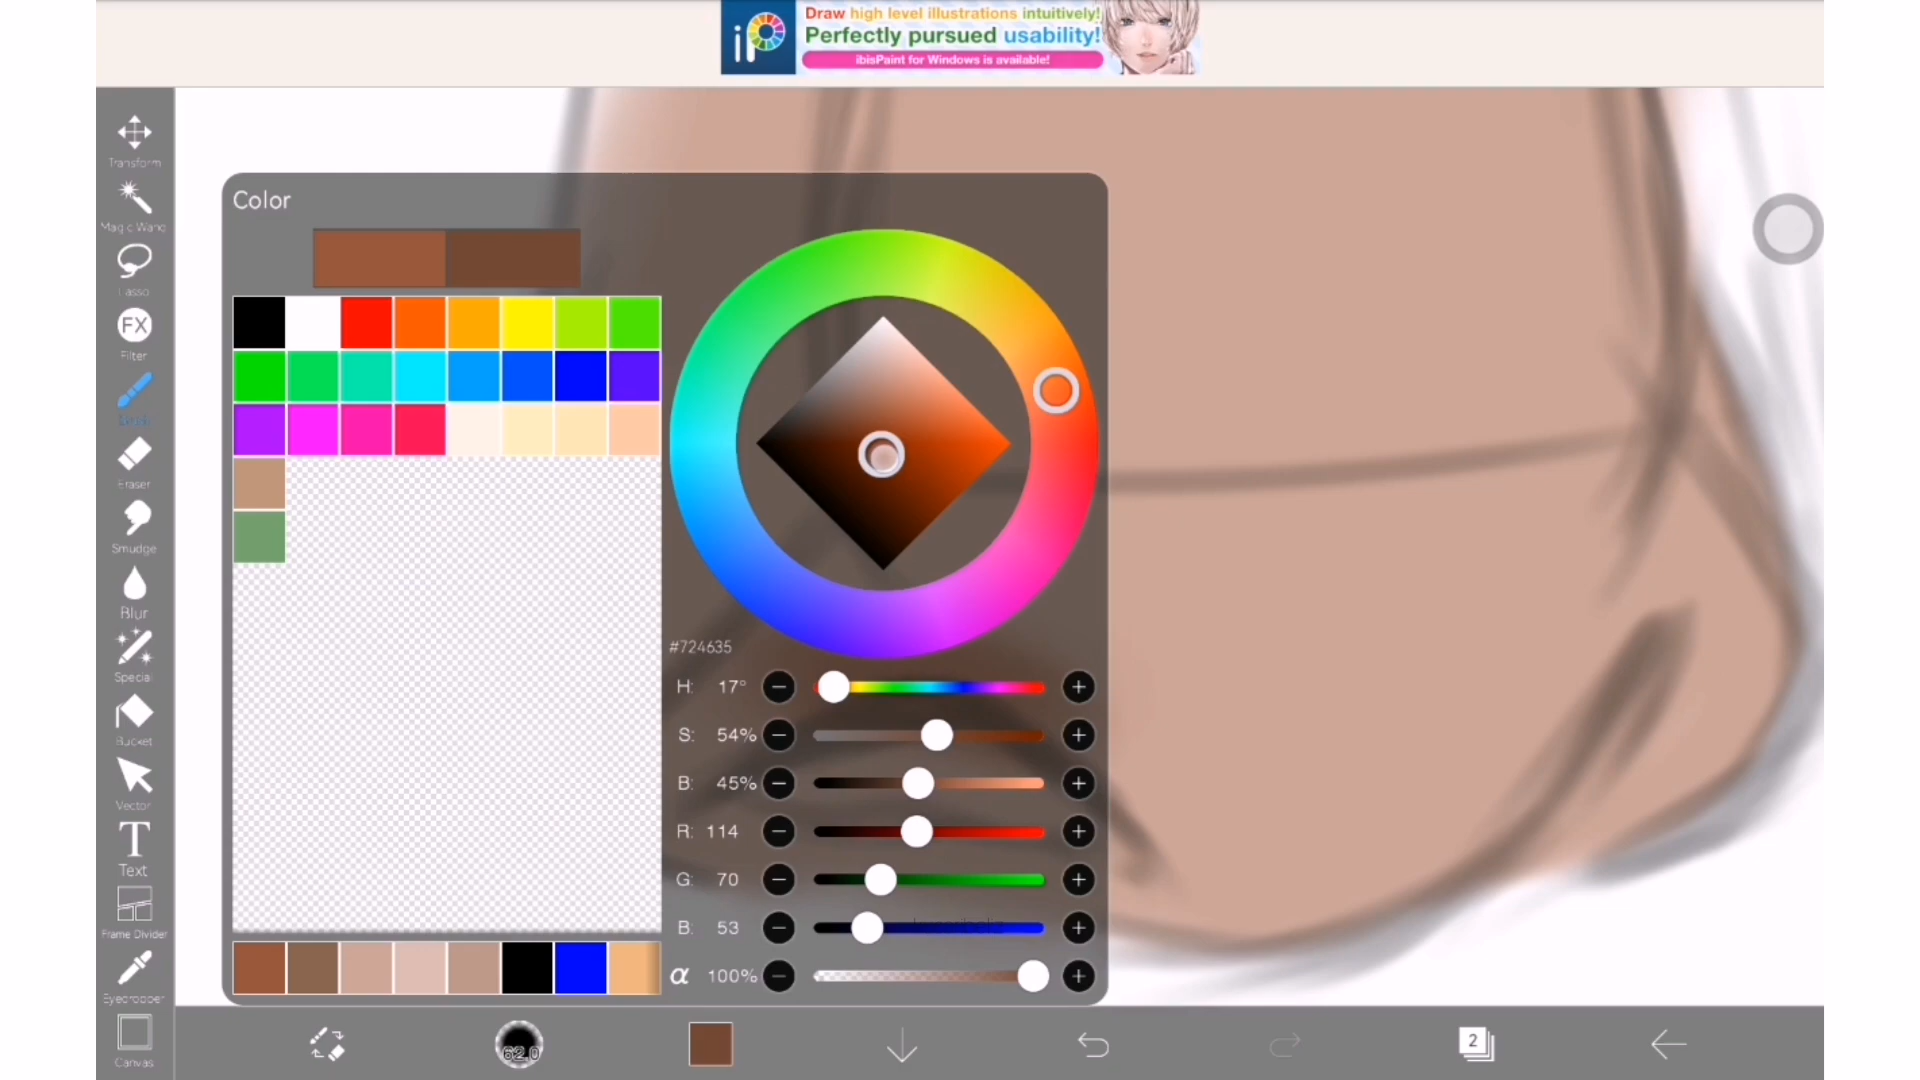 iP
Draw high level illustrations intuitively!
Perfectly pursued usability!
ibisPaint for Windows is available!
Transform
Magic Wand
Lasso
FX
Filter
Brush
Eraser
Smudge
Blur
Special
Bucket
Vector
T
Text
Frame Divider
Eyedropper
Canvas
Color
#724635
H: 17°
S: 54%
B: 45%
R: 114
G: 70
B: 53
α 100%
62.0
2